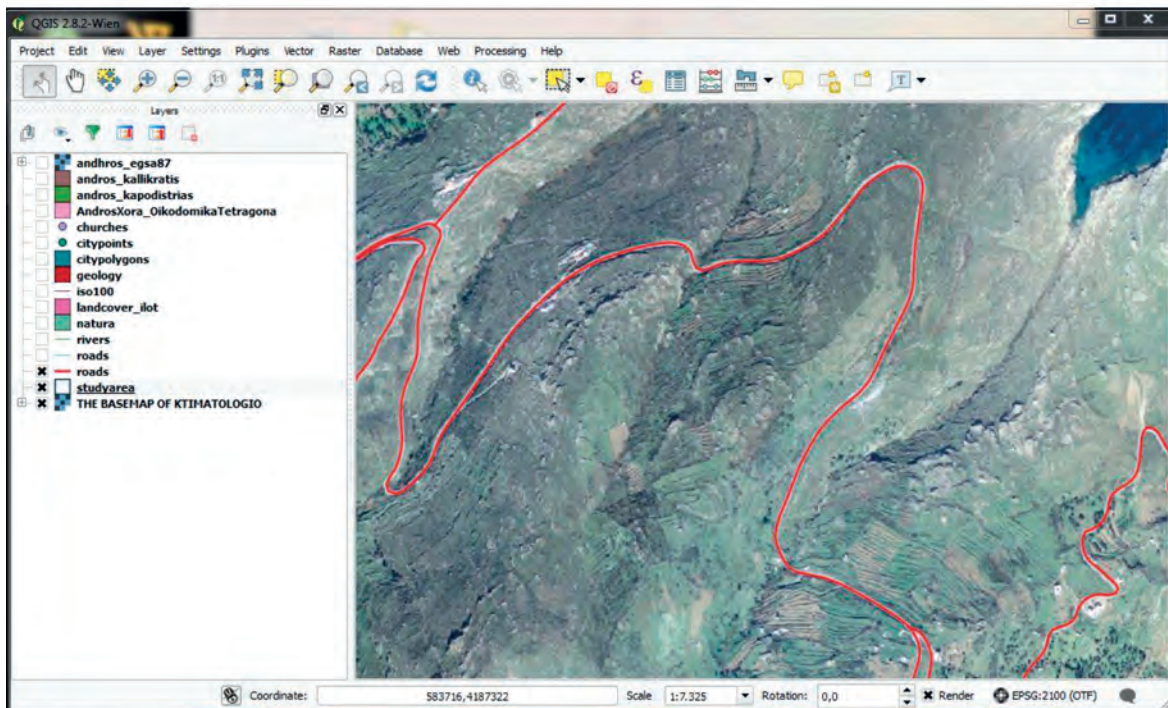 QGIS 2.8.2-Wien
Project Edit View Layer Settings Plugins Vector Raster Database Web Processing Help
Layers
andhros_egsa87
andros_kallikratis
andros_kapodistrias
AndrosXora_OikodomikaTetragona
churches
citypoints
citypolygons
geology
iso100
landcover_ilot
natura
rivers
roads
roads
studyarea
THE BASEMAP OF KTIMATOLOGIO
Coordinate: 583716,4187322 Scale 1:7.325 Rotation: 0,0 Render EPSG:2100 (OTF)